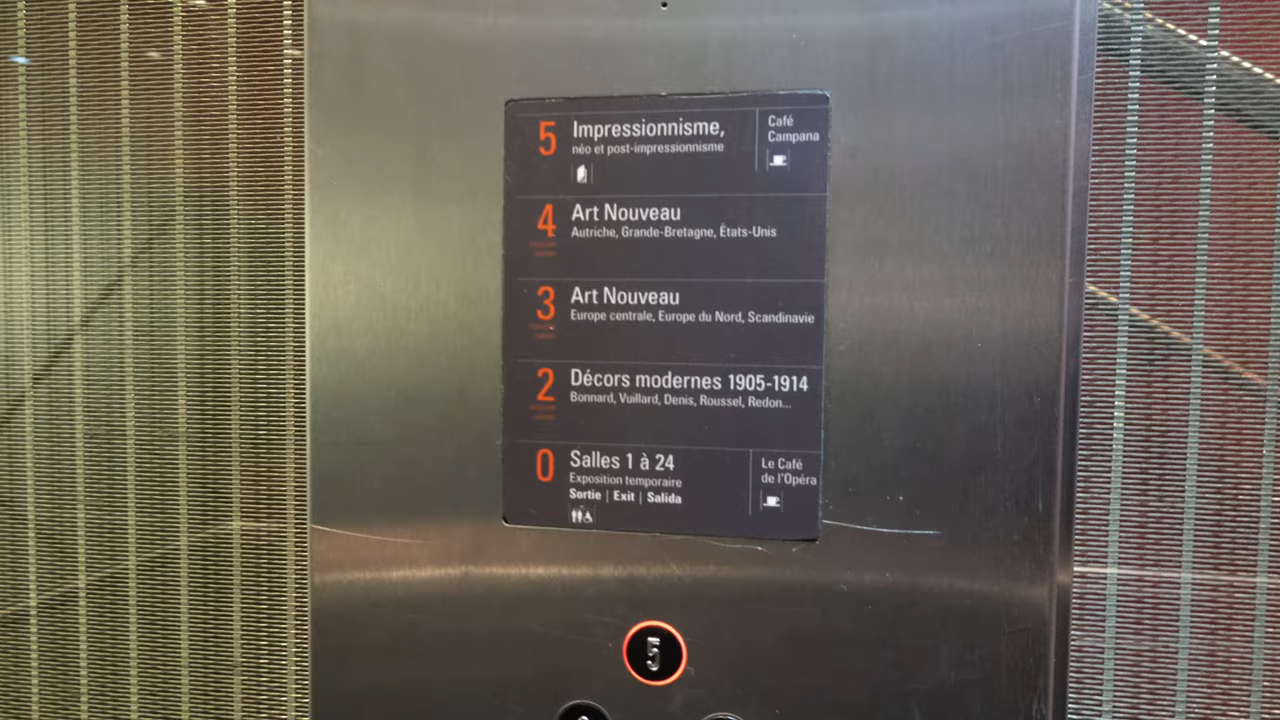 5 Impressionnisme,
néo et post-impressionnisme
Café
Campana
4 Art Nouveau
Autriche, Grande-Bretagne, États-Unis
3 Art Nouveau
Europe centrale, Europe du Nord, Scandinavie
2 Décors modernes 1905-1914
Bonnard, Vuillard, Denis, Roussel, Redon...
0 Salles 1 à 24
Exposition temporaire
Sortie | Exit | Salida
Le Café
de l'Opéra
5